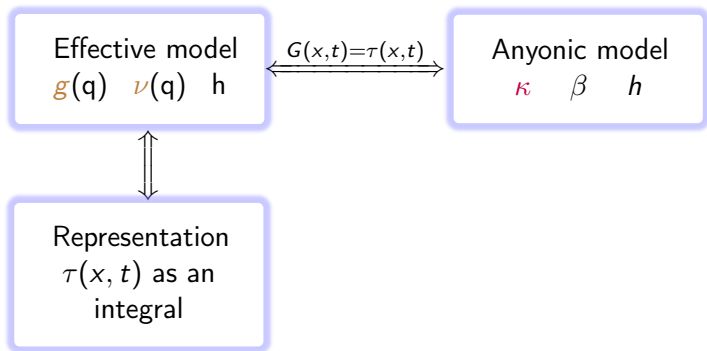 Effective model
g(q) ν(q) h
G(x,t)=τ(x,t)
Anyonic model
κ β h
Representation
τ(x, t) as an
integral